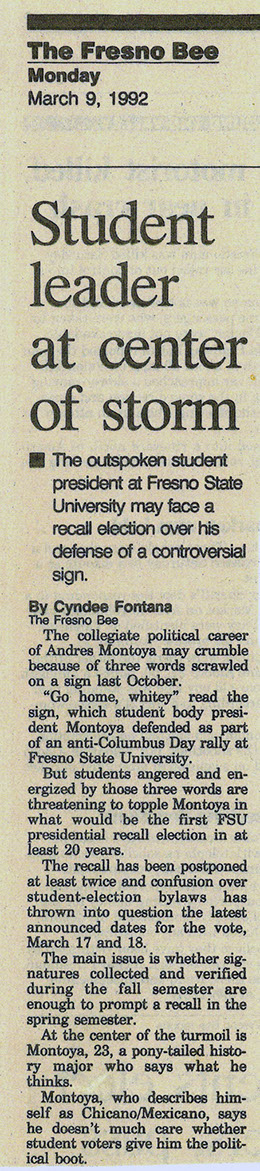 The Fresno Bee
Monday
March 9, 1992
Student
leader
at center
of storm
■ The outspoken student
president at Fresno State
University may face a
recall election over his
defense of a controversial
sign.
By Cyndee Fontana
The Fresno Bee
The collegiate political career
of Andres Montoya may crumble
because of three words scrawled
on a sign last October.
“Go home, whitey” read the
sign, which student body presi-
dent Montoya defended as part
of an anti-Columbus Day rally at
Fresno State University.
But students angered and en-
ergized by those three words are
threatening to topple Montoya in
what would be the first FSU
presidential recall election in at
least 20 years.
The recall has been postponed
at least twice and confusion over
student-election bylaws has
thrown into question the latest
announced dates for the vote,
March 17 and 18.
The main issue is whether sig-
natures collected and verified
during the fall semester are
enough to prompt a recall in the
spring semester.
At the center of the turmoil is
Montoya, 23, a pony-tailed histo-
ry major who says what he
thinks.
Montoya, who describes him-
self as Chicano/Mexicano, says
he doesn't much care whether
student voters give him the polit-
ical boot.